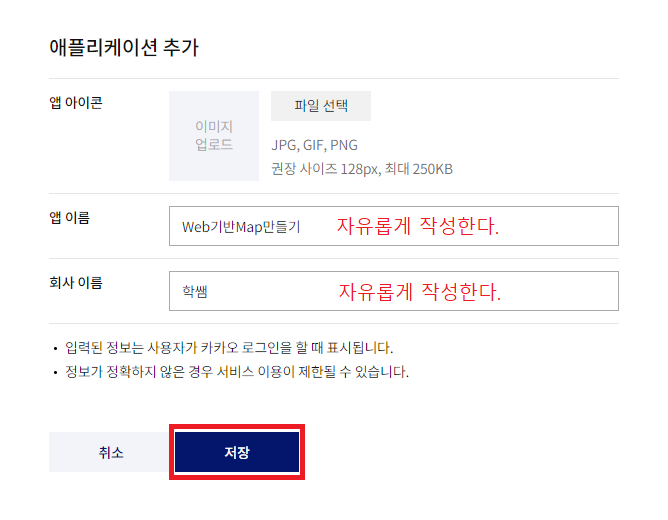 애플리케이션 추가
앱 아이콘
이미지
업로드
파일 선택
JPG, GIF, PNG
권장 사이즈 128px, 최대 250KB
앱 이름
Web기반Map만들기 자유롭게 작성한다.
회사 이름
학쌤 자유롭게 작성한다.
• 입력된 정보는 사용자가 카카오 로그인을 할 때 표시됩니다.
• 정보가 정확하지 않은 경우 서비스 이용이 제한될 수 있습니다.
취소 저장